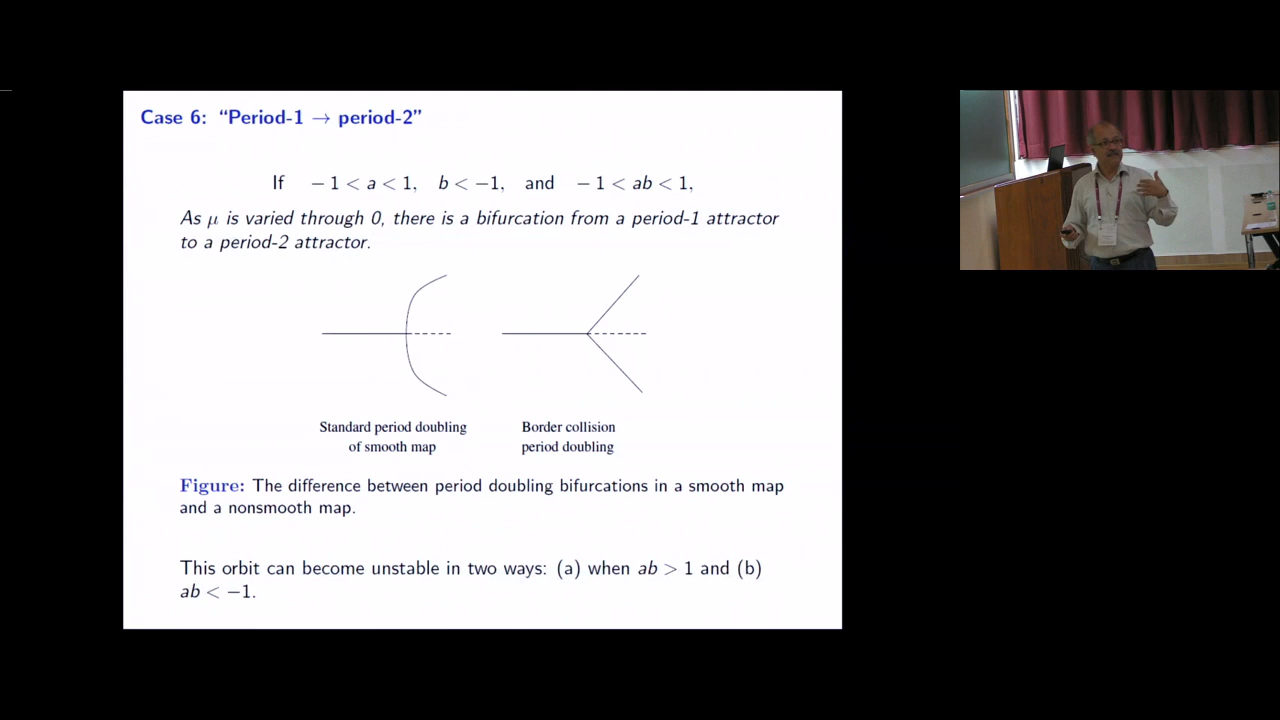 Case 6: “Period-1 → period-2”
If − 1 < a < 1, b < −1, and − 1 < ab < 1,
As μ is varied through 0, there is a bifurcation from a period-1 attractor
to a period-2 attractor.
Standard period doubling
of smooth map
Border collision
period doubling
Figure: The difference between period doubling bifurcations in a smooth map
and a nonsmooth map.
This orbit can become unstable in two ways: (a) when ab > 1 and (b)
ab < −1.